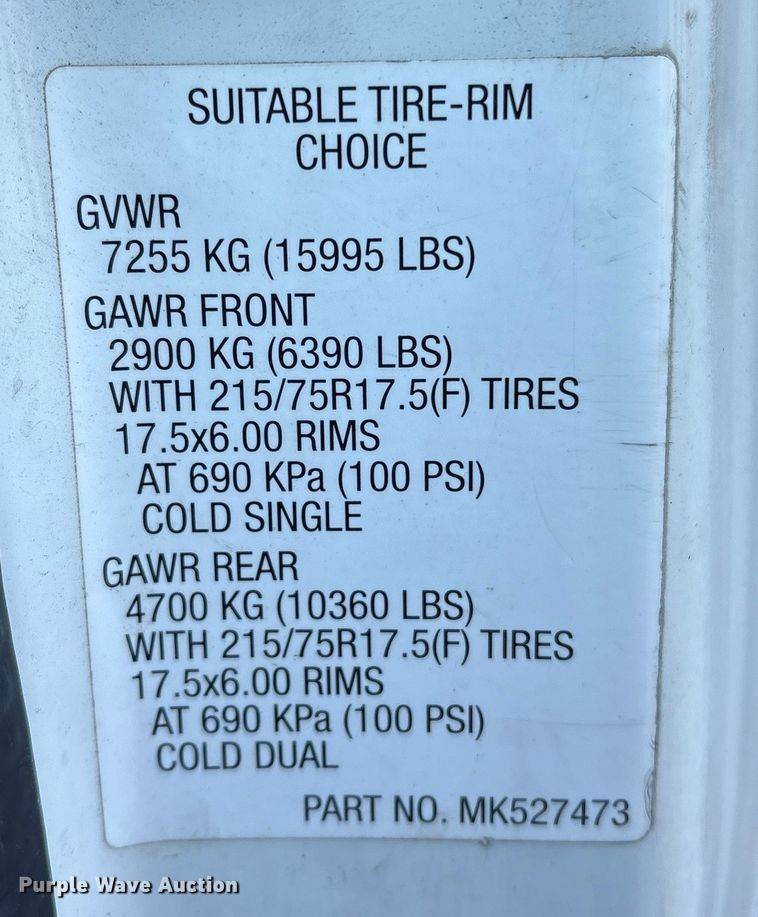 SUITABLE TIRE-RIM
CHOICE
GVWR
7255 KG (15995 LBS)
GAWR FRONT
2900 KG (6390 LBS)
WITH 215/75R17.5(F) TIRES
17.5x6.00 RIMS
AT 690 KPa (100 PSI)
COLD SINGLE
GAWR REAR
4700 KG (10360 LBS)
WITH 215/75R17.5(F) TIRES
17.5x6.00 RIMS
AT 690 KPa (100 PSI)
COLD DUAL
PART NO. MK527473
Purple Wave Auction